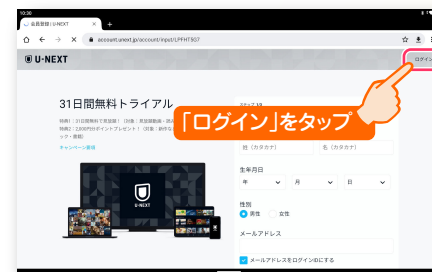 10:30
会員登録 | U-NEXT
account.unext.jp/account/input/LPFHT5G7
U-NEXT
ログイン
31日間無料トライアル
キャンペーン詳細
「ログイン」をタップ
姓（カタカナ）
名（カタカナ）
生年月日
年
月
日
性別
男性
女性
メールアドレス
メールアドレスをログインIDにする
U-NEXT